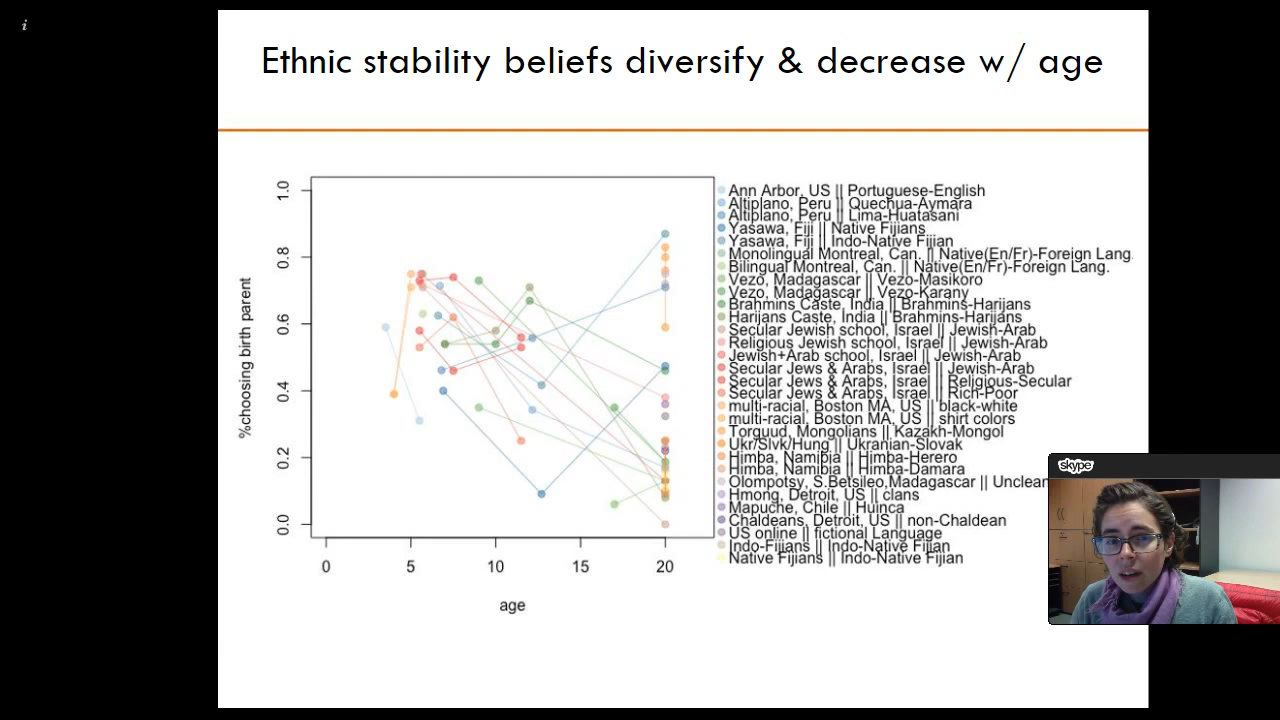 i
Ethnic stability beliefs diversify & decrease w/ age
%choosing birth parent
1.0
0.8
0.6
0.4
0.2
0.0
0 5 10 15 20
age
Ann Arbor, US || Portuguese-English
Altiplano, Peru || Quechua-Aymara
Altiplano, Peru || Lima-Huatasani
Yasawa, Fiji || Native Fijians
Yasawa, Fiji || Indo-Native Fijian
Monolingual Montreal, Can. || Native(En/Fr)-Foreign Lang.
Bilingual Montreal, Can. || Native(En/Fr)-Foreign Lang.
Vezo, Madagascar || Vezo-Masikoro
Vezo, Madagascar || Vezo-Karany
Brahmins Caste, India || Brahmins-Harijans
Harijans Caste, India || Brahmins-Harijans
Secular Jewish school, Israel || Jewish-Arab
Religious Jewish school, Israel || Jewish-Arab
Jewish+Arab school, Israel || Jewish-Arab
Secular Jews & Arabs, Israel || Jewish-Arab
Secular Jews & Arabs, Israel || Religious-Secular
Secular Jews & Arabs, Israel || Rich-Poor
multi-racial, Boston MA, US || black-white
multi-racial, Boston MA, US || shirt colors
Torguud, Mongolians || Kazakh-Mongol
Ukr/Slvk/Hung || Ukranian-Slovak
Himba, Namibia || Himba-Herero
Himba, Namibia || Himba-Damara
Olompotsy, S.Betsileo,Madagascar || Unclean
Hmong, Detroit, US || clans
Mapuche, Chile || Huinca
Chaldeans, Detroit, US || non-Chaldean
US online || fictional Language
Indo-Fijians || Indo-Native Fijian
Native Fijians || Indo-Native Fijian
skype